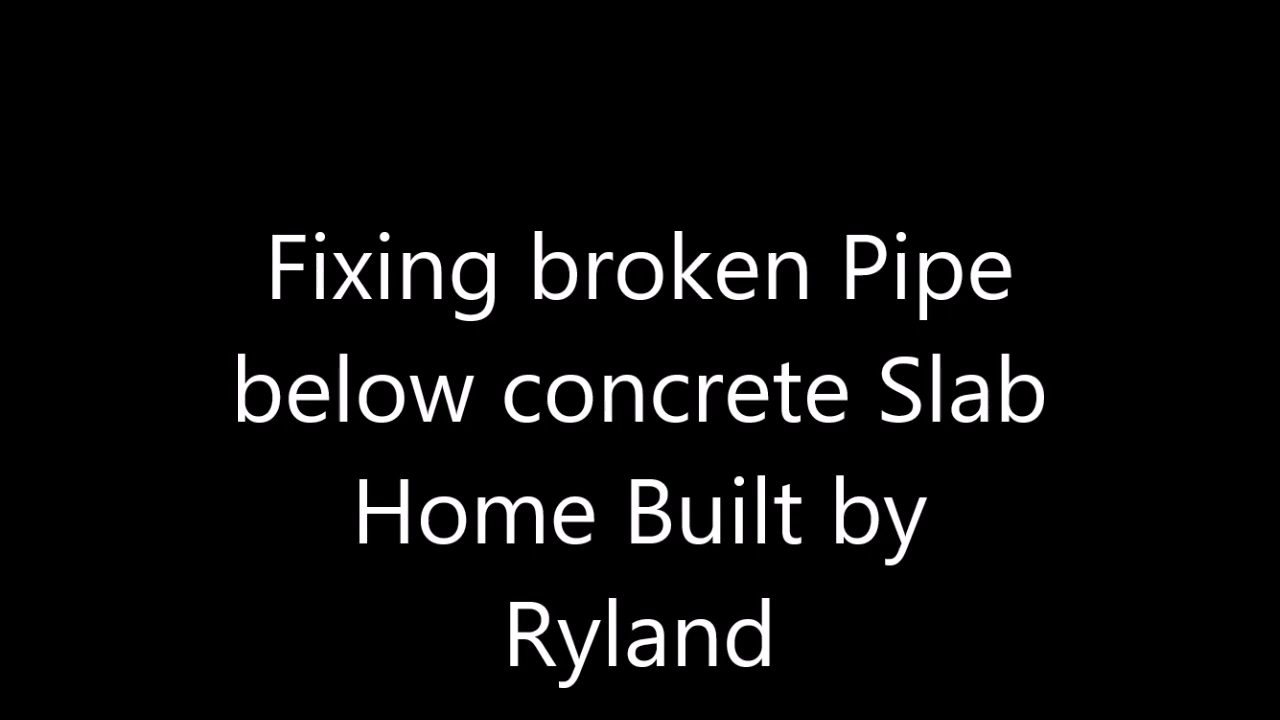 Fixing broken Pipe
below concrete Slab
Home Built by
Ryland